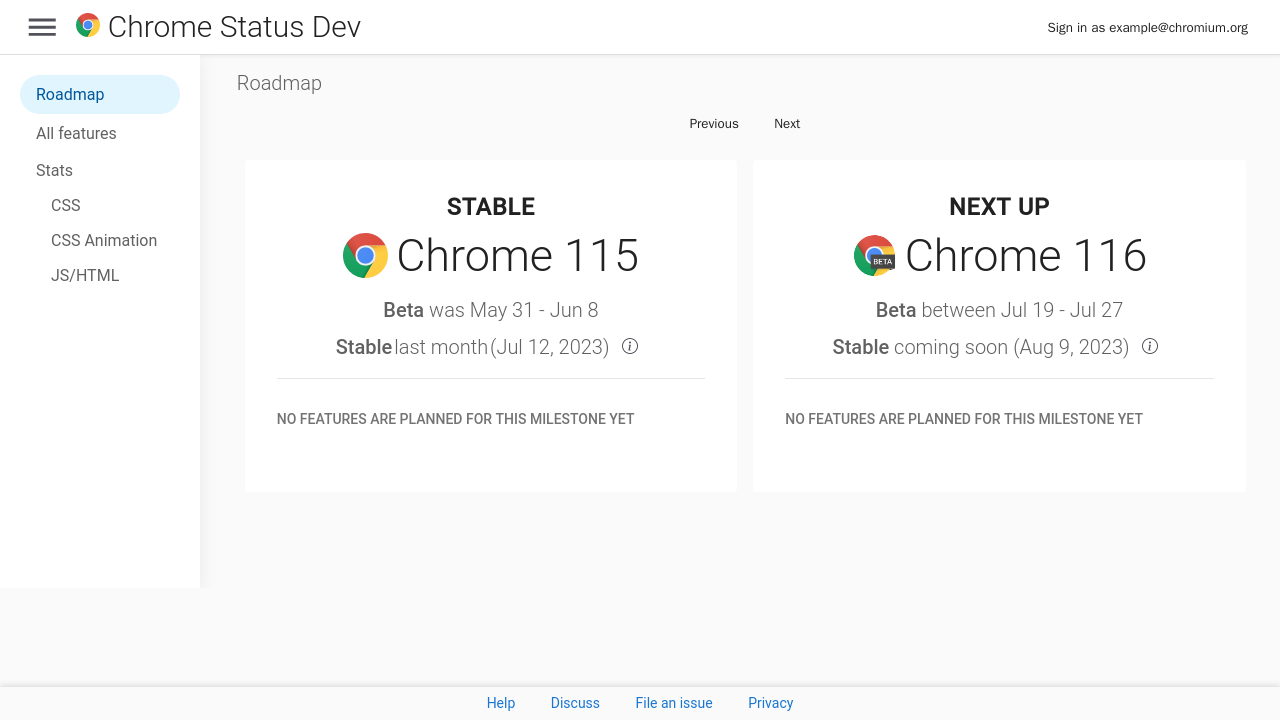 Chrome Status Dev
Sign in as example@chromium.org
Roadmap
All features
Stats
CSS
CSS Animation
JS/HTML
Roadmap
Previous Next
STABLE
Chrome 115
Beta was May 31 - Jun 8
Stable last month (Jul 12, 2023)
NO FEATURES ARE PLANNED FOR THIS MILESTONE YET
NEXT UP
BETA
Chrome 116
Beta between Jul 19 - Jul 27
Stable coming soon (Aug 9, 2023)
NO FEATURES ARE PLANNED FOR THIS MILESTONE YET
Help Discuss File an issue Privacy